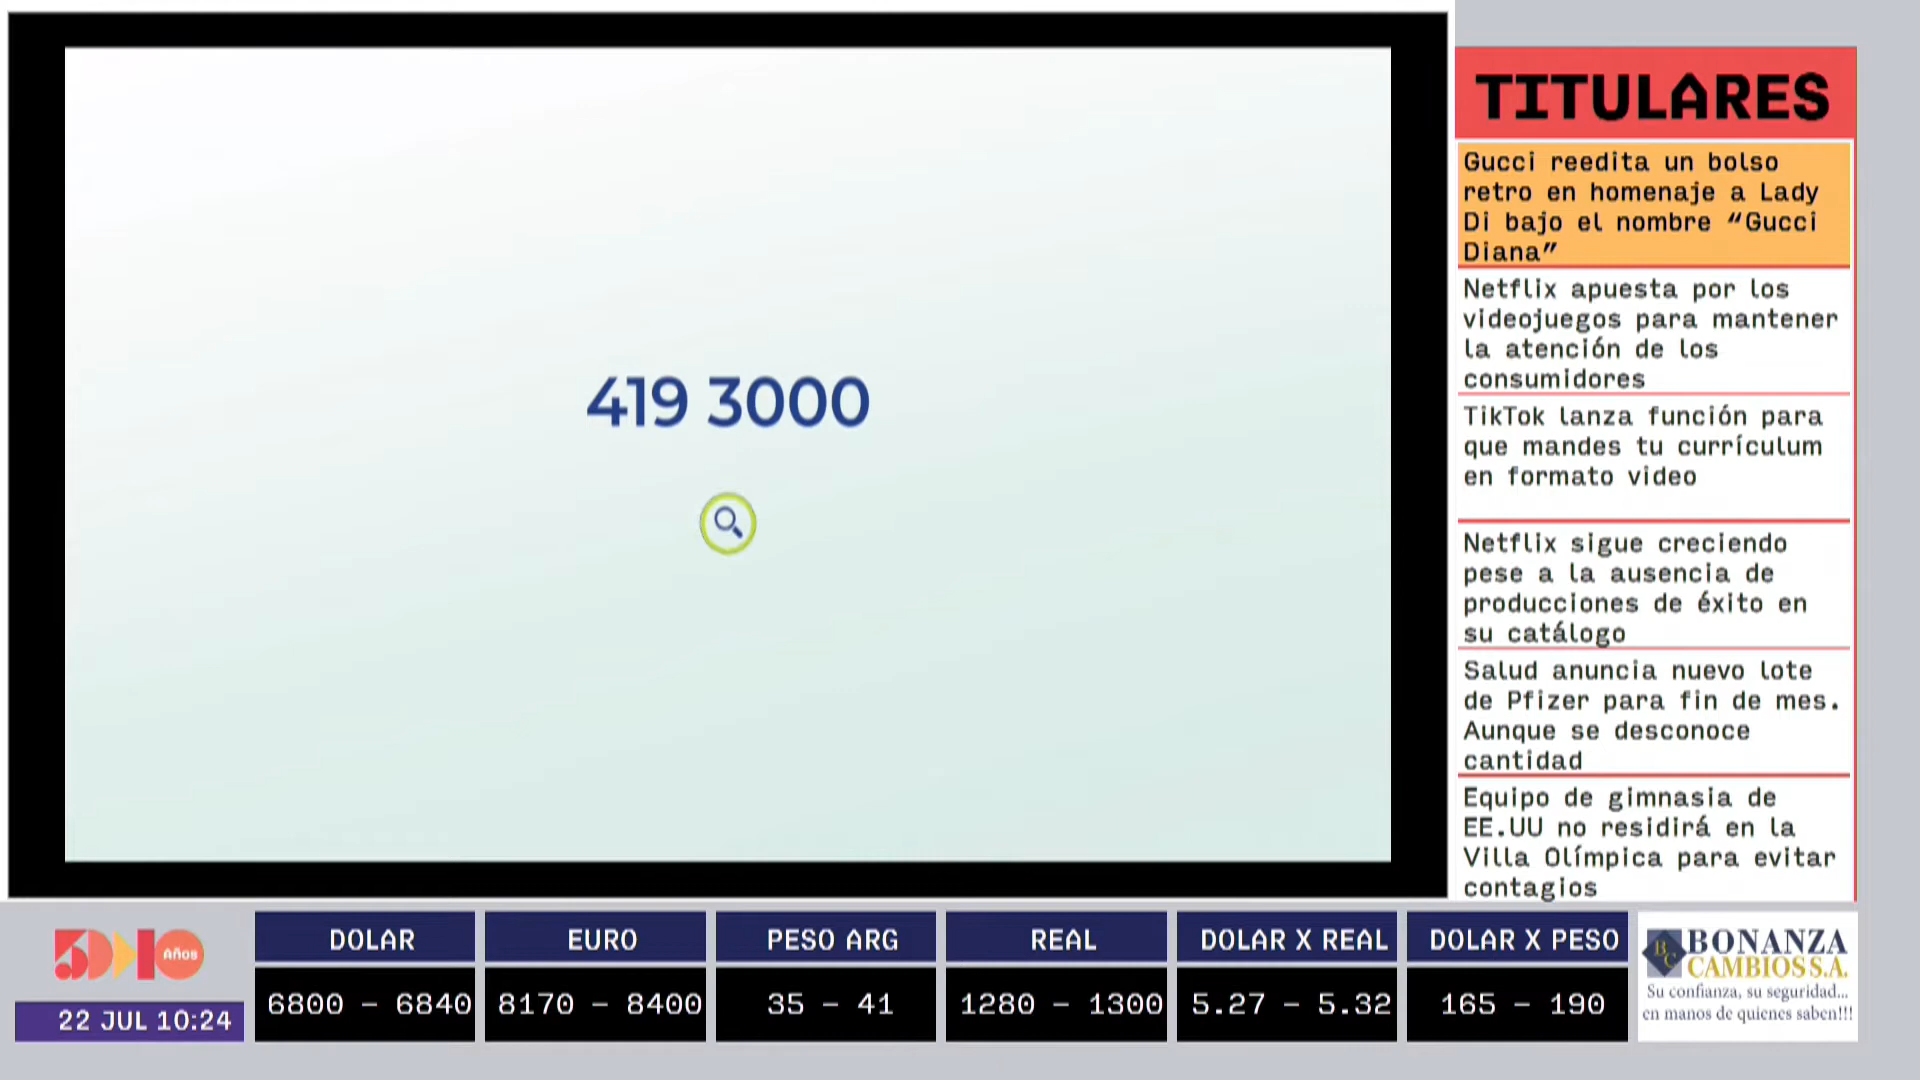 419 3000
TITULARES
Gucci reedita un bolso
retro en homenaje a Lady
Di bajo el nombre “Gucci
Diana”
Netflix apuesta por los
videojuegos para mantener
la atención de los
consumidores
TikTok lanza función para
que mandes tu currículum
en formato video
Netflix sigue creciendo
pese a la ausencia de
producciones de éxito en
su catálogo
Salud anuncia nuevo lote
de Pfizer para fin de mes.
Aunque se desconoce
cantidad
Equipo de gimnasia de
EE.UU no residirá en la
Villa Olímpica para evitar
contagios
Años
22 JUL 10:24
DOLAR
6800 – 6840
EURO
8170 – 8400
PESO ARG
35 – 41
REAL
1280 – 1300
DOLAR X REAL
5.27 – 5.32
DOLAR X PESO
165 – 190
BC
BONANZA
CAMBIOS S.A.
Su confianza, su seguridad...
en manos de quienes saben!!!